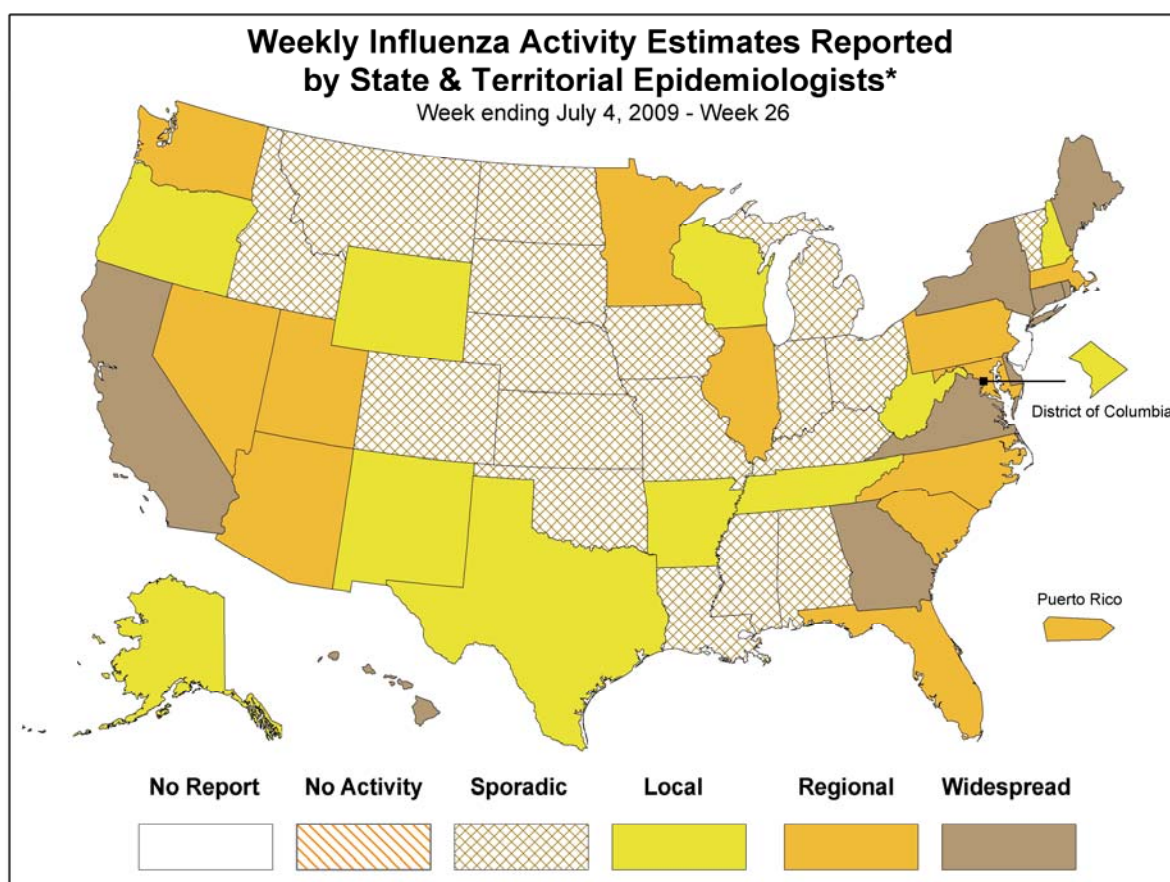 Weekly Influenza Activity Estimates Reported
by State & Territorial Epidemiologists*
Week ending July 4, 2009 - Week 26
District of Columbia
Puerto Rico
No Report No Activity Sporadic Local Regional Widespread